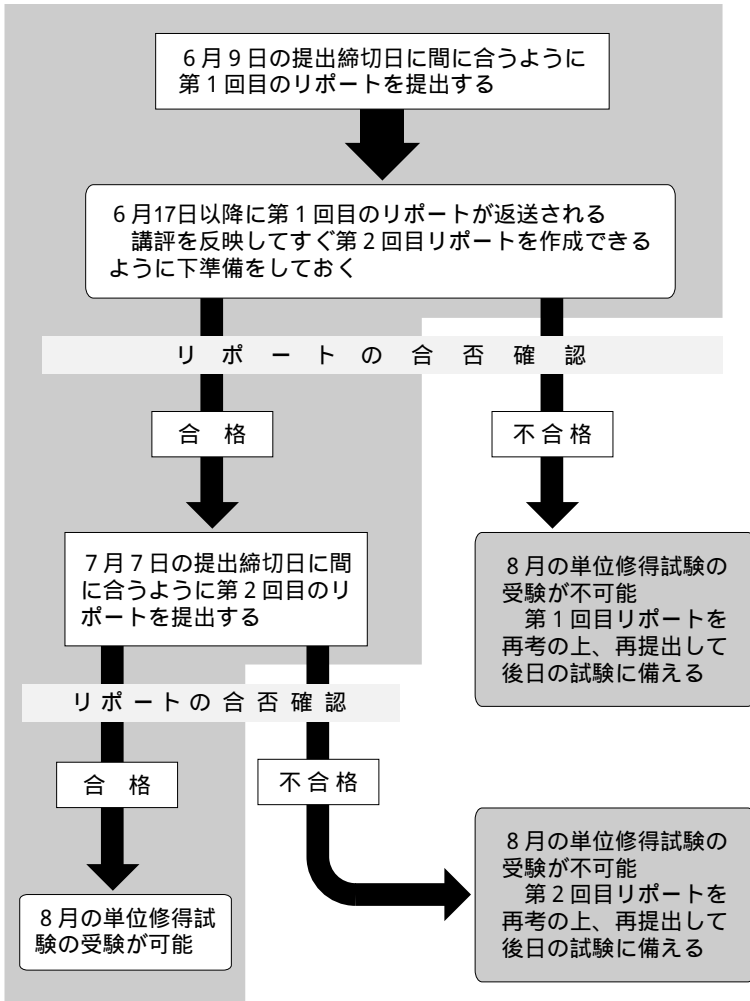 6月9日の提出締切日に間に合うように
第1回目のリポートを提出する
6月17日以降に第1回目のリポートが返送される
　講評を反映してすぐ第2回目リポートを作成できる
ように下準備をしておく
リポートの合否確認
合　格
不合格
7月7日の提出締切日に間
に合うように第2回目のリ
ポートを提出する
8月の単位修得試験の
受験が不可能
　第1回目リポートを
再考の上、再提出して
後日の試験に備える
リポートの合否確認
合　格
不合格
8月の単位修得試
験の受験が可能
8月の単位修得試験の
受験が不可能
　第2回目リポートを
再考の上、再提出して
後日の試験に備える